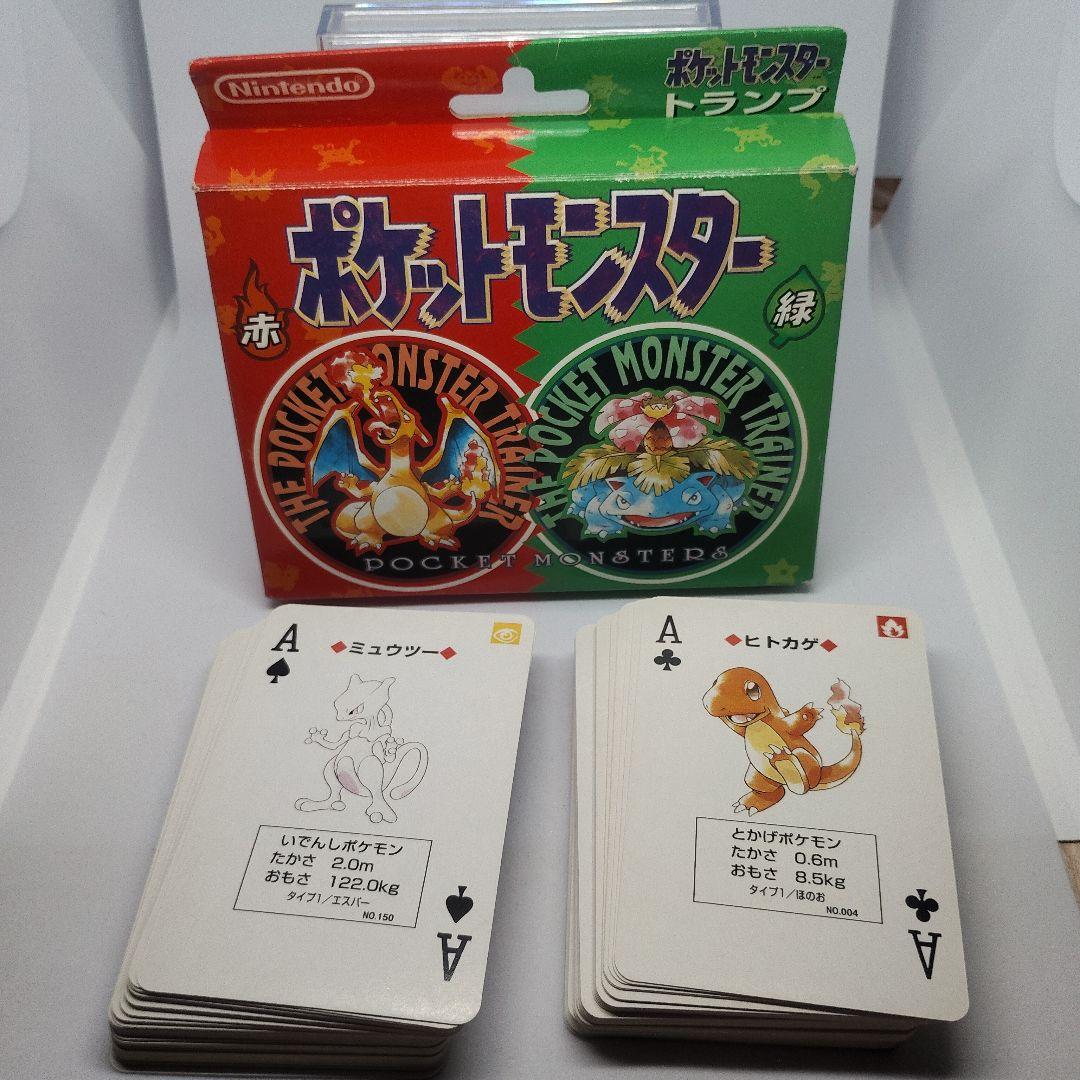 Nintendo
ポケットモンスター
トランプ
ポケットモンスター
赤
緑
THE POCKET MONSTER TRAINER
THE POCKET MONSTER TRAINER
POCKET MONSTERS
A
◆ミュウツー◆
いでんしポケモン
たかさ 2.0m
おもさ 122.0kg
タイプ1/エスパー
NO.150
A
A
◆ヒトカゲ◆
とかげポケモン
たかさ 0.6m
おもさ 8.5kg
タイプ1/ほのお
NO.004
A